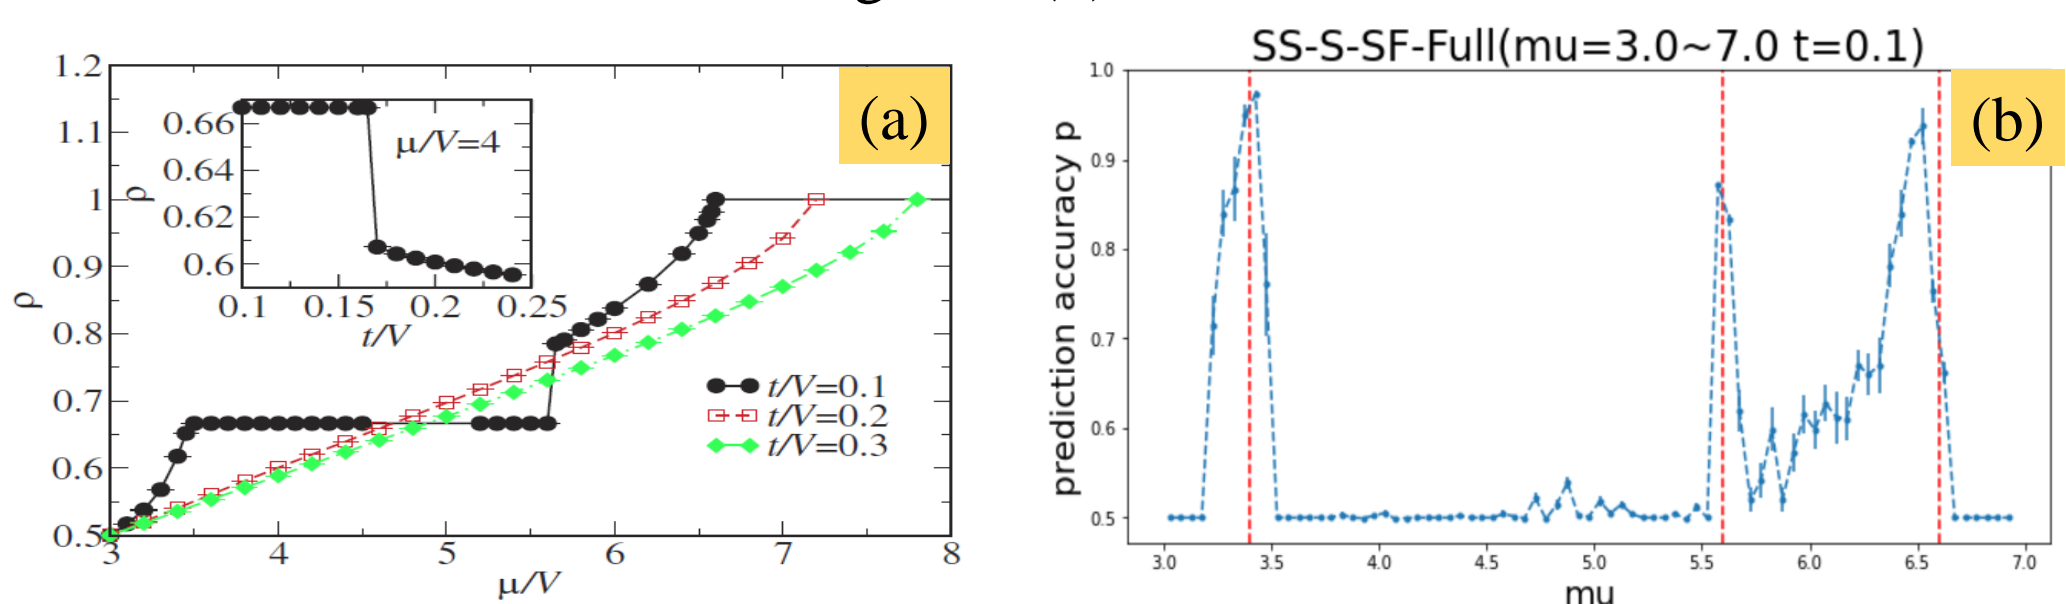 (a)
1.2
1.1
1
0.9
0.8
0.7
0.6
0.5
ρ
3 4 5 6 7 8
μ/V
0.66
0.64
0.62
0.6
ρ
μ/V=4
0.1 0.15 0.2 0.25
t/V
t/V=0.1
t/V=0.2
t/V=0.3
SS-S-SF-Full(mu=3.0~7.0 t=0.1)
(b)
1.0
0.9
0.8
0.7
0.6
0.5
prediction accuracy p
3.0 3.5 4.0 4.5 5.0 5.5 6.0 6.5 7.0
mu